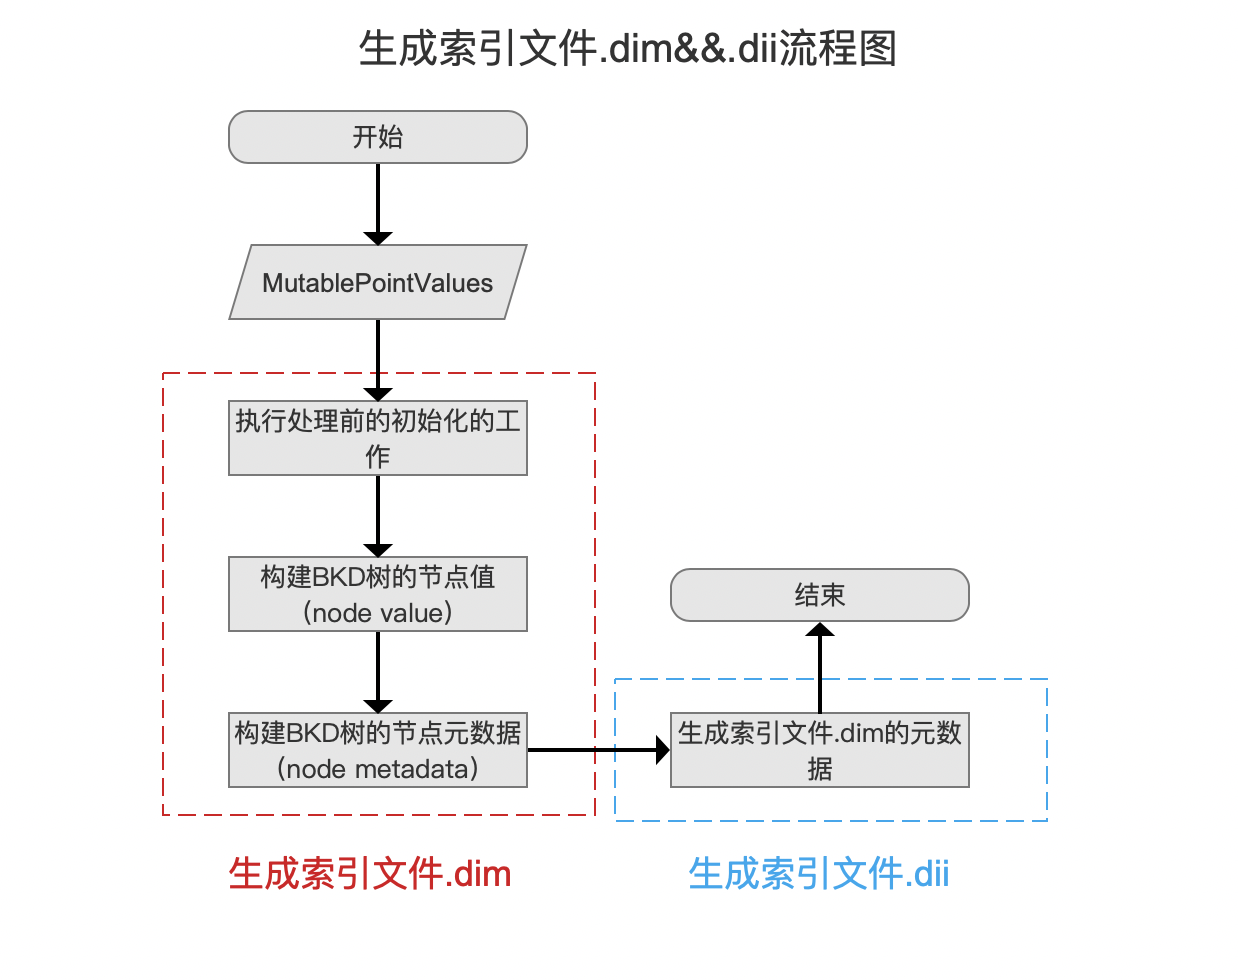 生成索引文件.dim&&.dii流程图
开始
MutablePointValues
执行处理前的初始化的工
作
构建BKD树的节点值
（node value）
构建BKD树的节点元数据
（node metadata）
结束
生成索引文件.dim的元数
据
生成索引文件.dim
生成索引文件.dii